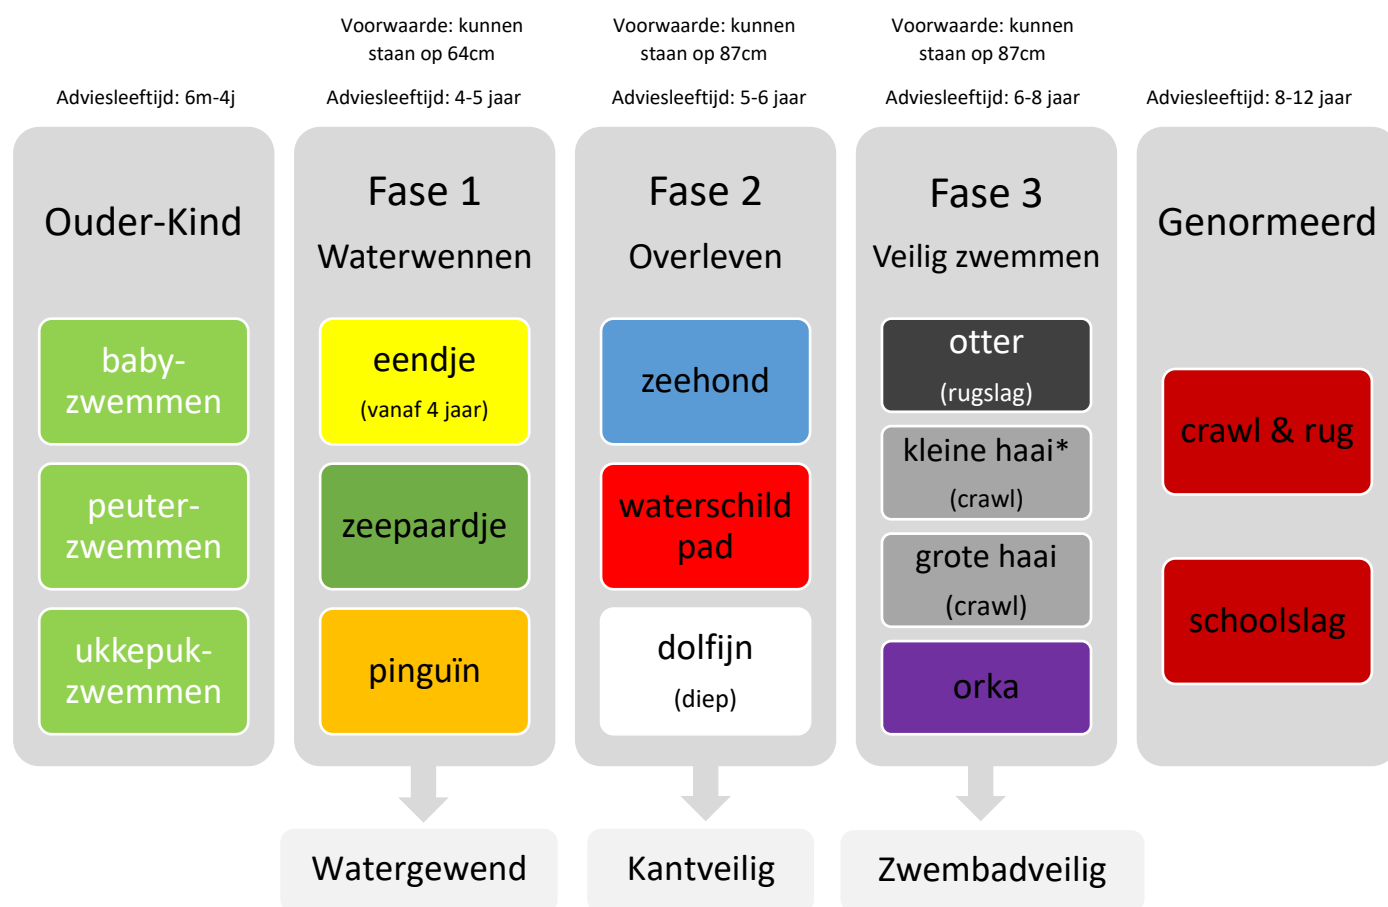 Voorwaarde: kunnen
staan op 64cm
Voorwaarde: kunnen
staan op 87cm
Voorwaarde: kunnen
staan op 87cm
Adviesleeftijd: 6m-4j
Adviesleeftijd: 4-5 jaar
Adviesleeftijd: 5-6 jaar
Adviesleeftijd: 6-8 jaar
Adviesleeftijd: 8-12 jaar
Ouder-Kind
baby-
zwemmen
peuter-
zwemmen
ukkepuk-
zwemmen
Fase 1
Waterwennen
eendje
(vanaf 4 jaar)
zeepaardje
pinguïn
Watergewend
Fase 2
Overleven
zeehond
waterschild
pad
dolfijn
(diep)
Kantveilig
Fase 3
Veilig zwemmen
otter
(rugslag)
kleine haai*
(crawl)
grote haai
(crawl)
orka
Zwembadveilig
Genormeerd
crawl & rug
schoolslag